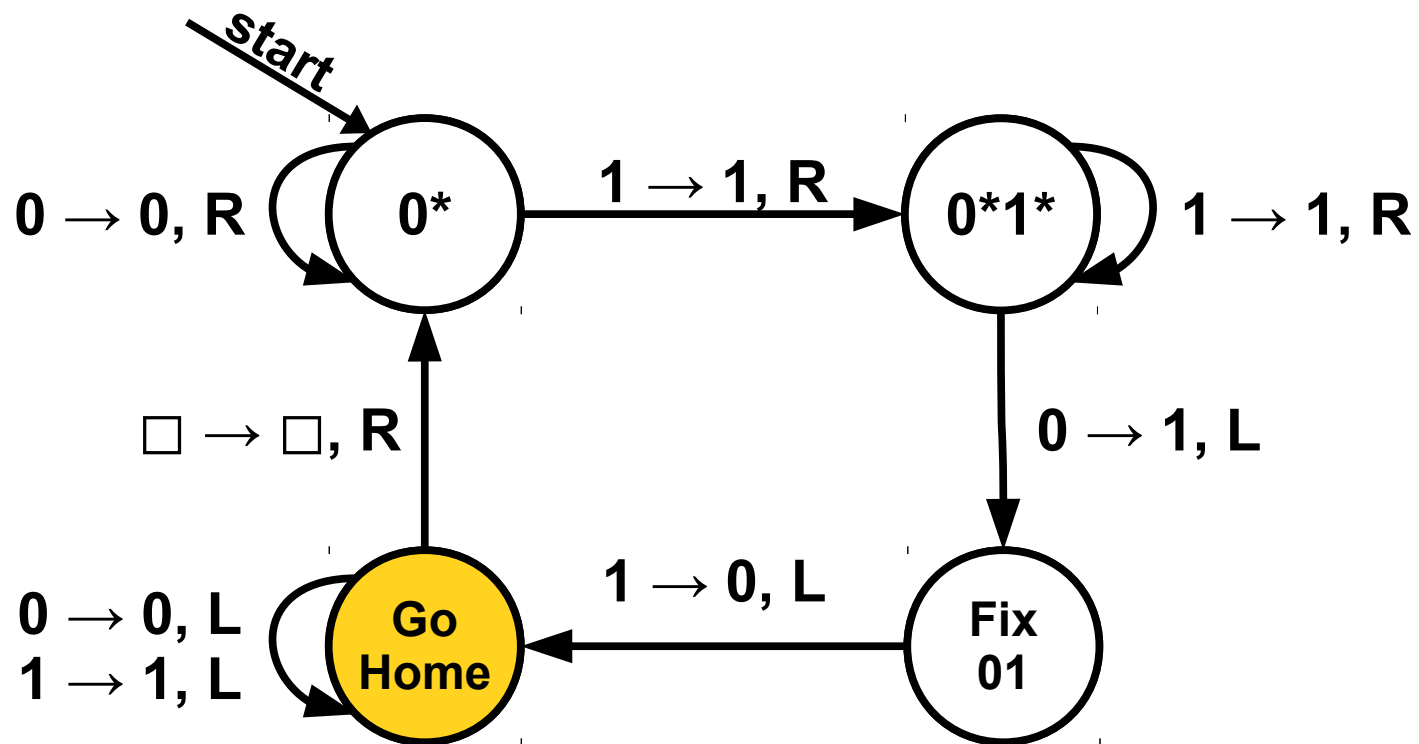 start
0 → 0, R
0*
1 → 1, R
0*1*
1 → 1, R
□ → □, R
0 → 1, L
0 → 0, L
1 → 1, L
Go
Home
1 → 0, L
Fix
01